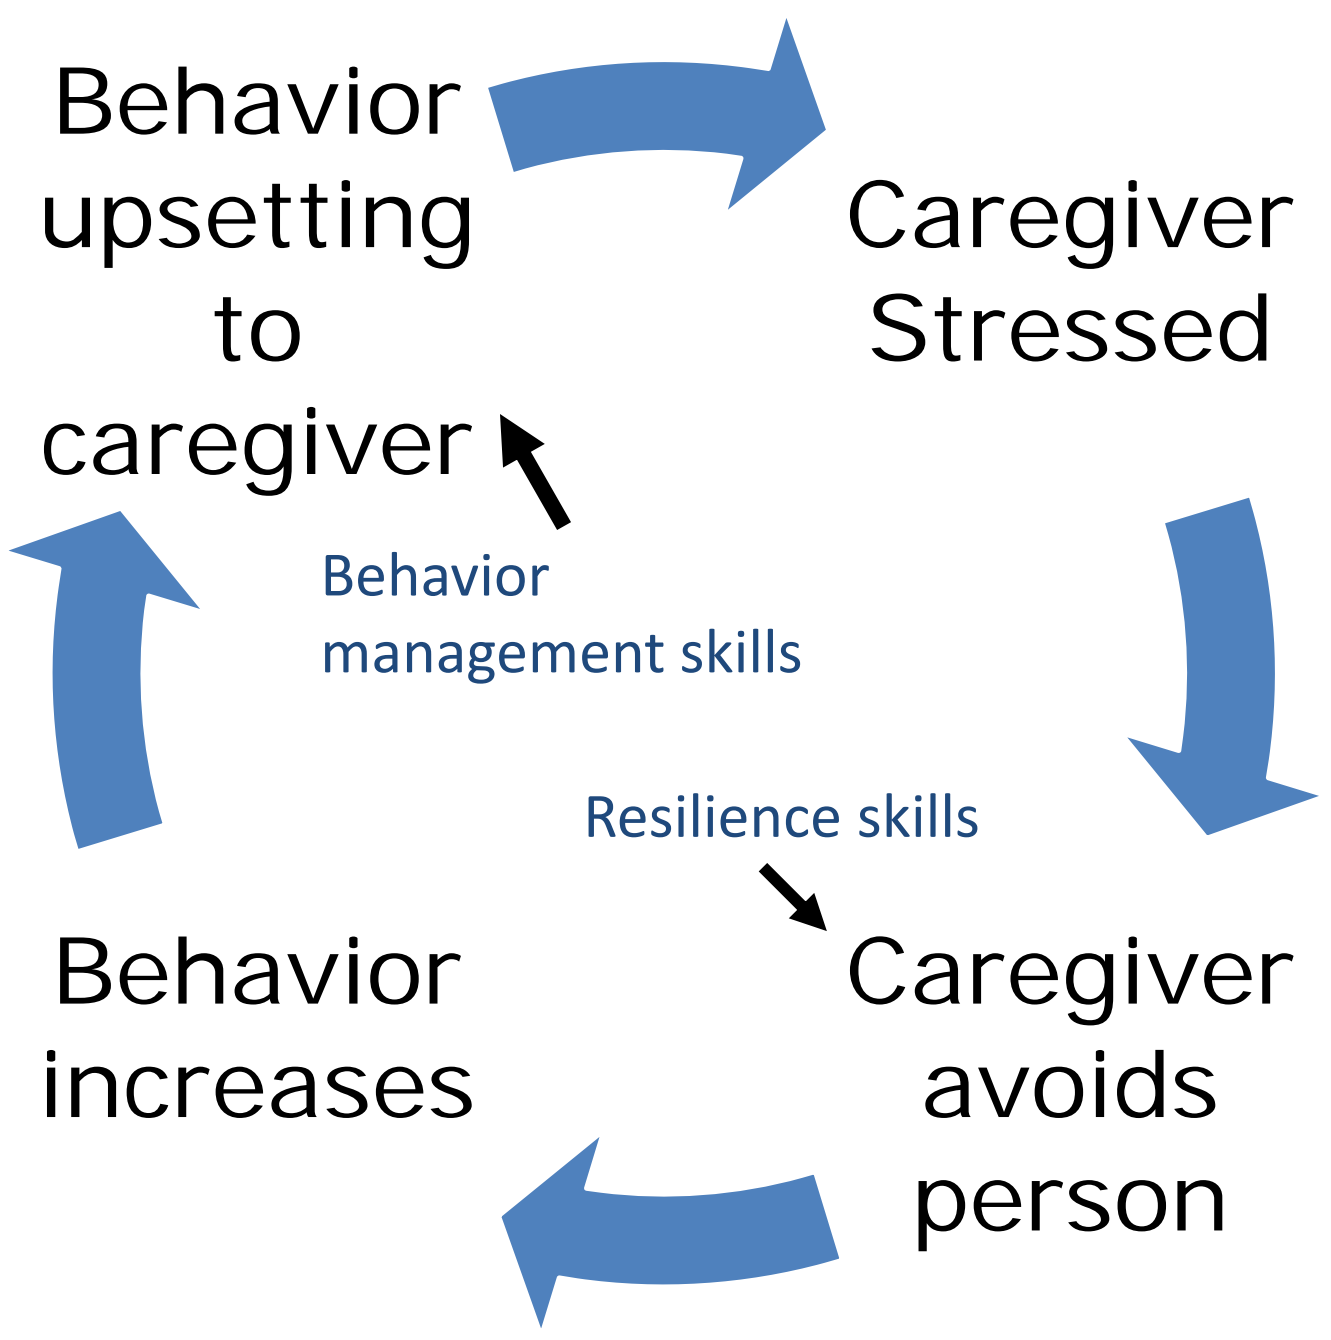 Behavior
upsetting
to
caregiver
Caregiver
Stressed
Behavior
management skills
Resilience skills
Caregiver
avoids
person
Behavior
increases